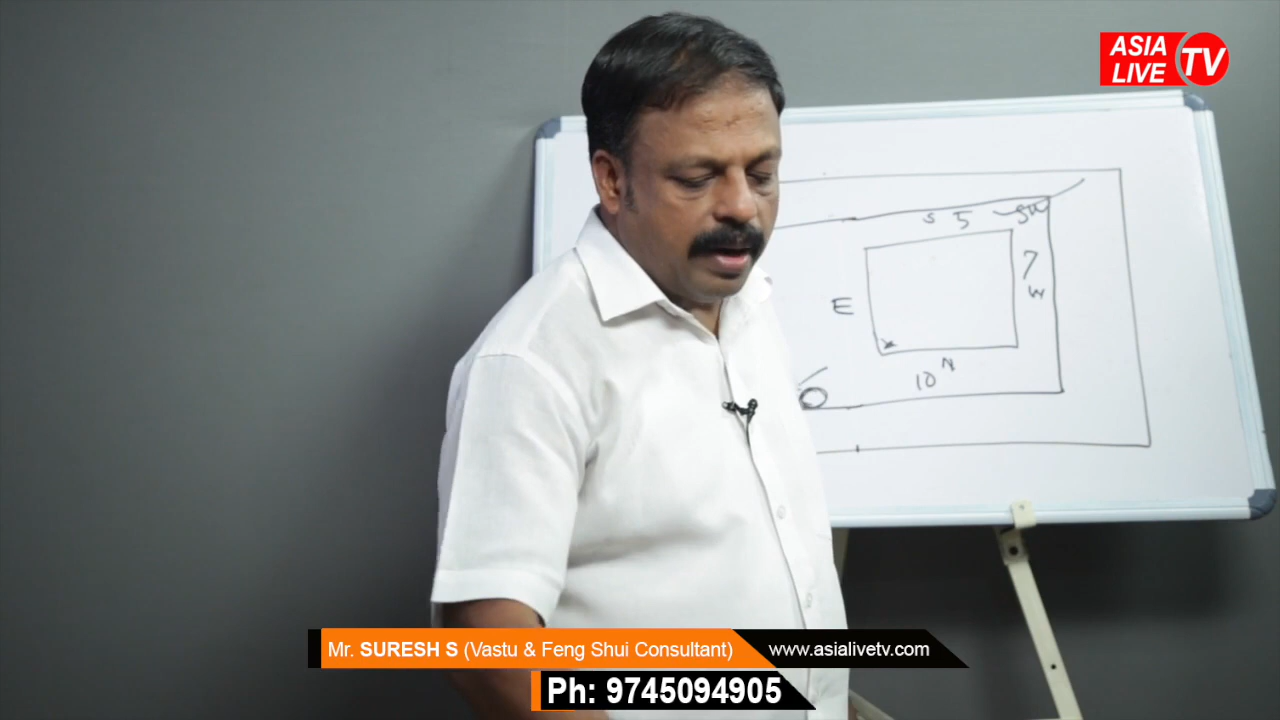 ASIA
LIVE TV
S 5 SW
7
W
E
N
10
Mr. SURESH S (Vastu & Feng Shui Consultant) www.asialivetv.com
Ph: 9745094905